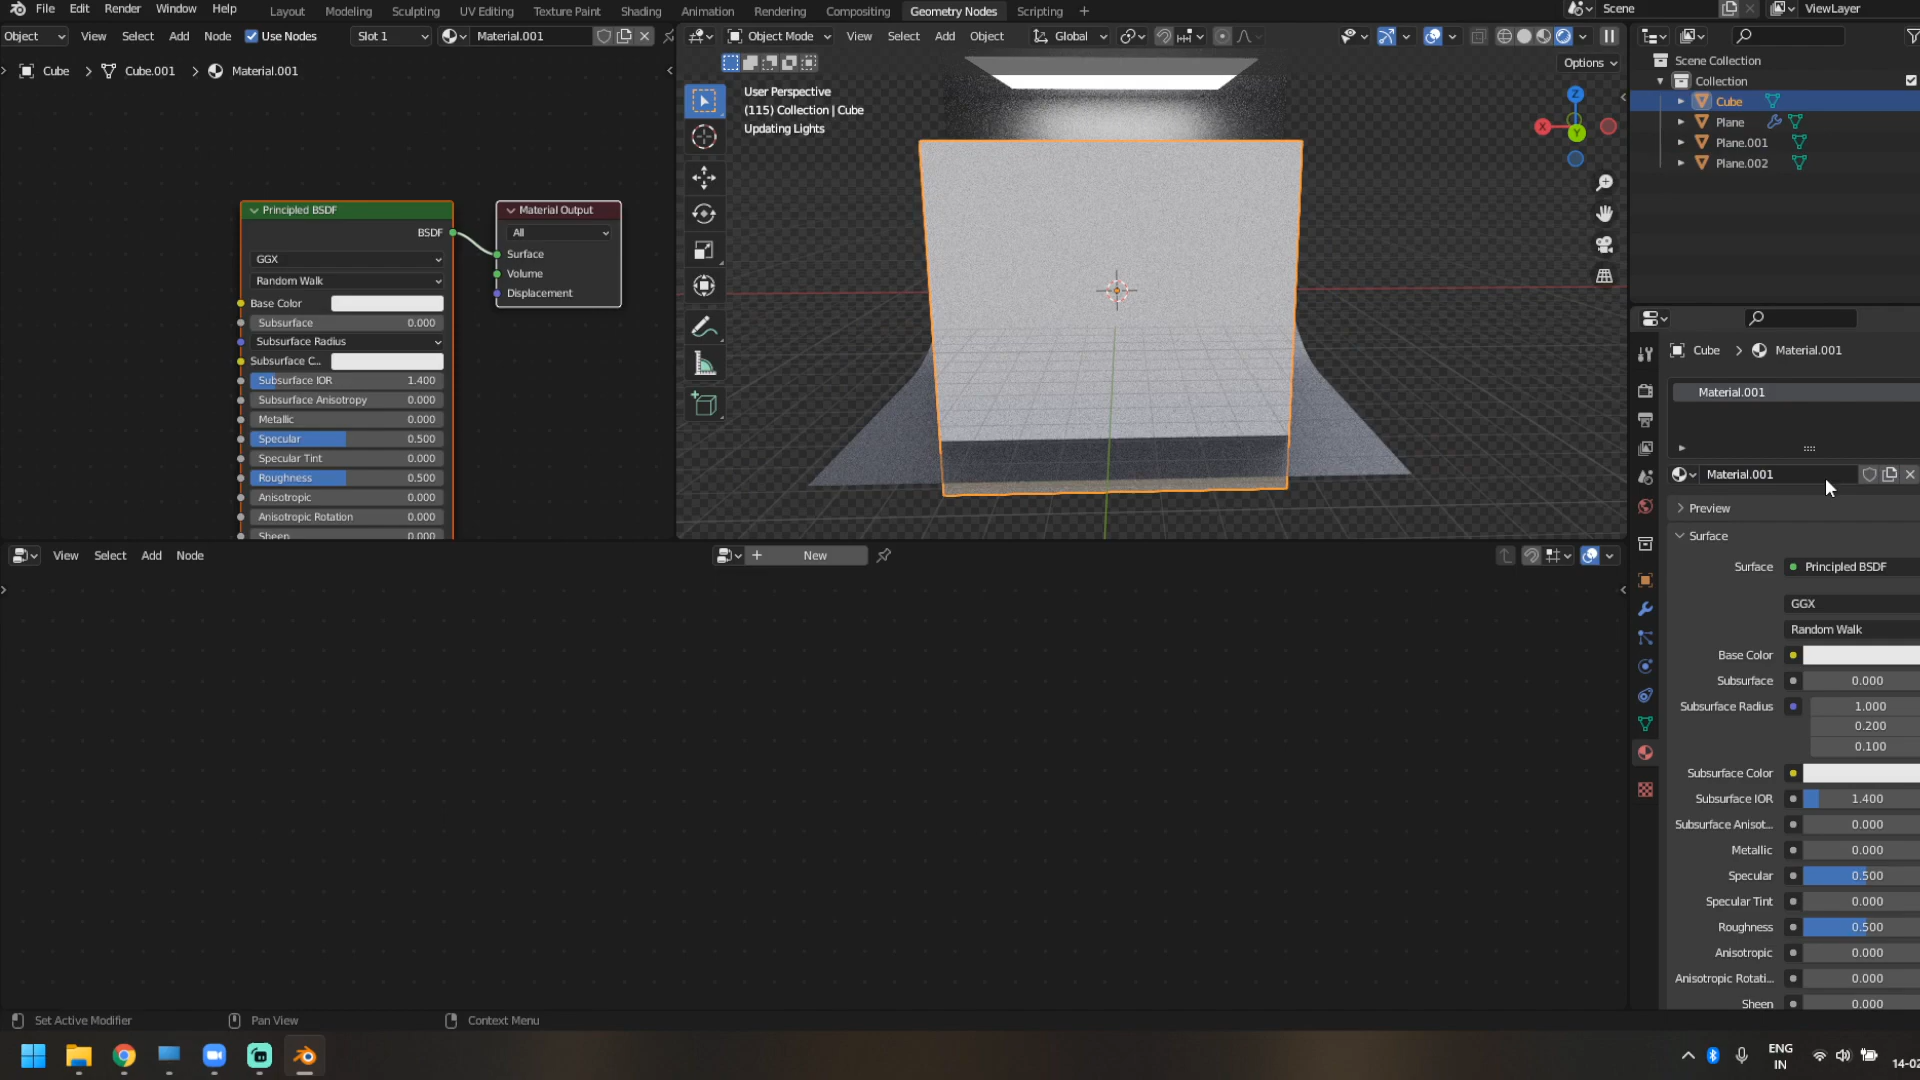 File Edit Render Window Help Layout Modeling Sculpting UV Editing Texture Paint Shading Animation Rendering Compositing Geometry Nodes Scripting + Scene ViewLayer
Object View Select Add Node Use Nodes Slot 1 Material.001 Object Mode View Select Add Object Global
Cube > Cube.001 > Material.001
Options
User Perspective
(115) Collection | Cube
Updating Lights
Z
X
Y
Scene Collection
Collection
Cube
Plane
Plane.001
Plane.002
Principled BSDF
BSDF
GGX
Random Walk
Base Color
Subsurface 0.000
Subsurface Radius
Subsurface C...
Subsurface IOR 1.400
Subsurface Anisotropy 0.000
Metallic 0.000
Specular 0.500
Specular Tint 0.000
Roughness 0.500
Anisotropic 0.000
Anisotropic Rotation 0.000
Sheen 0.000
Material Output
All
Surface
Volume
Displacement
Cube > Material.001
Material.001
Material.001
Preview
Surface
Surface Principled BSDF
GGX
Random Walk
Base Color
Subsurface 0.000
Subsurface Radius 1.000
0.200
0.100
Subsurface Color
Subsurface IOR 1.400
Subsurface Anisot... 0.000
Metallic 0.000
Specular 0.500
Specular Tint 0.000
Roughness 0.500
Anisotropic 0.000
Anisotropic Rotati... 0.000
Sheen 0.000
View Select Add Node + New
Set Active Modifier Pan View Context Menu
ENG
IN
14-02